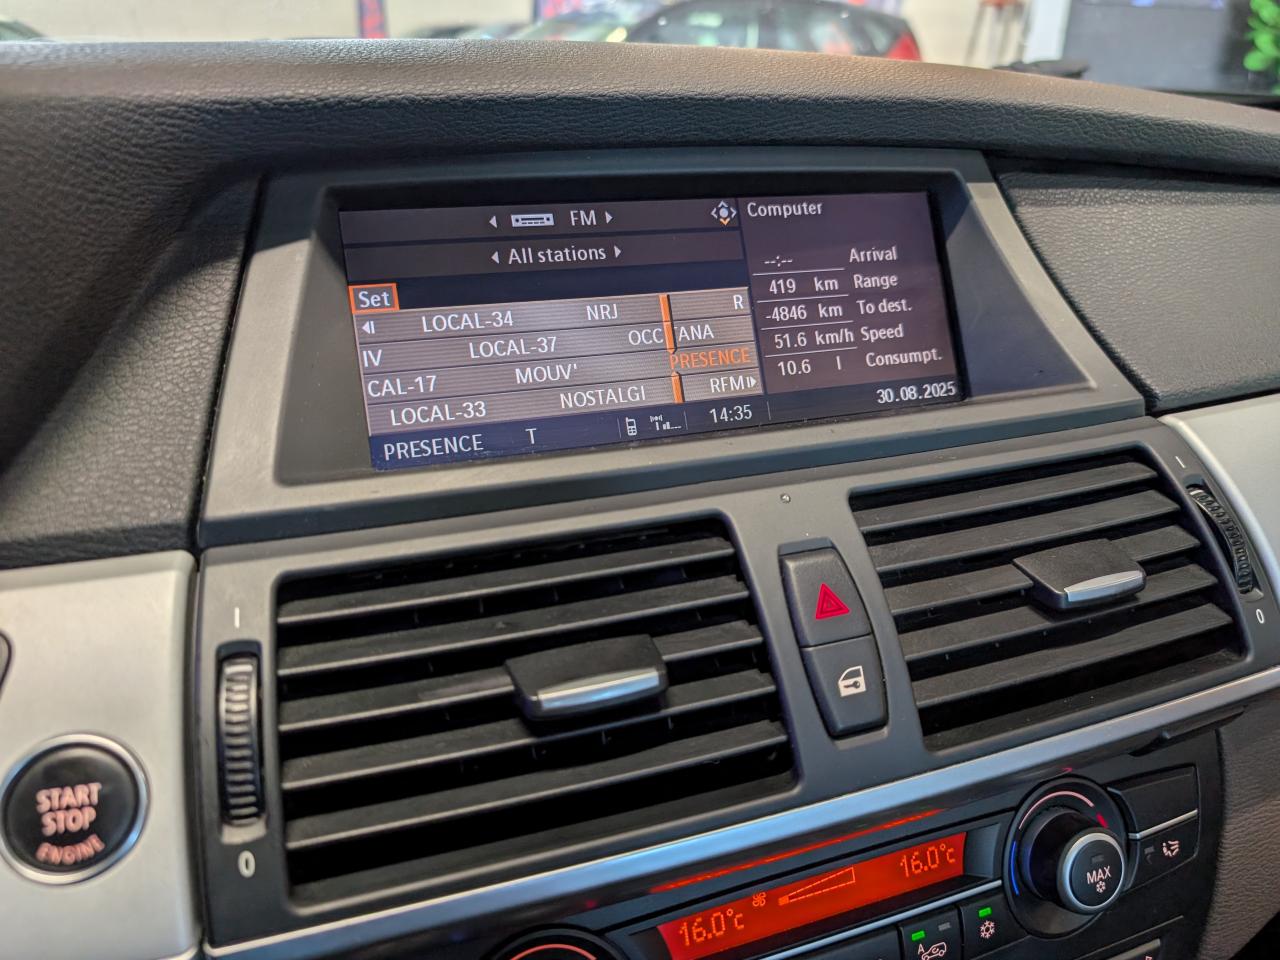 FM
All stations
Set
LOCAL-34 NRJ R
IV LOCAL-37 OCC TANA
CAL-17 MOUV' PRESENCE
LOCAL-33 NOSTALGI RFM
PRESENCE T 14:35
Computer
--:-- Arrival
419 km Range
-4846 km To dest.
51.6 km/h Speed
10.6 l Consumpt.
30.08.2025
I
0
I
0
START
STOP
ENGINE
16.0°c
16.0°c
MAX
A